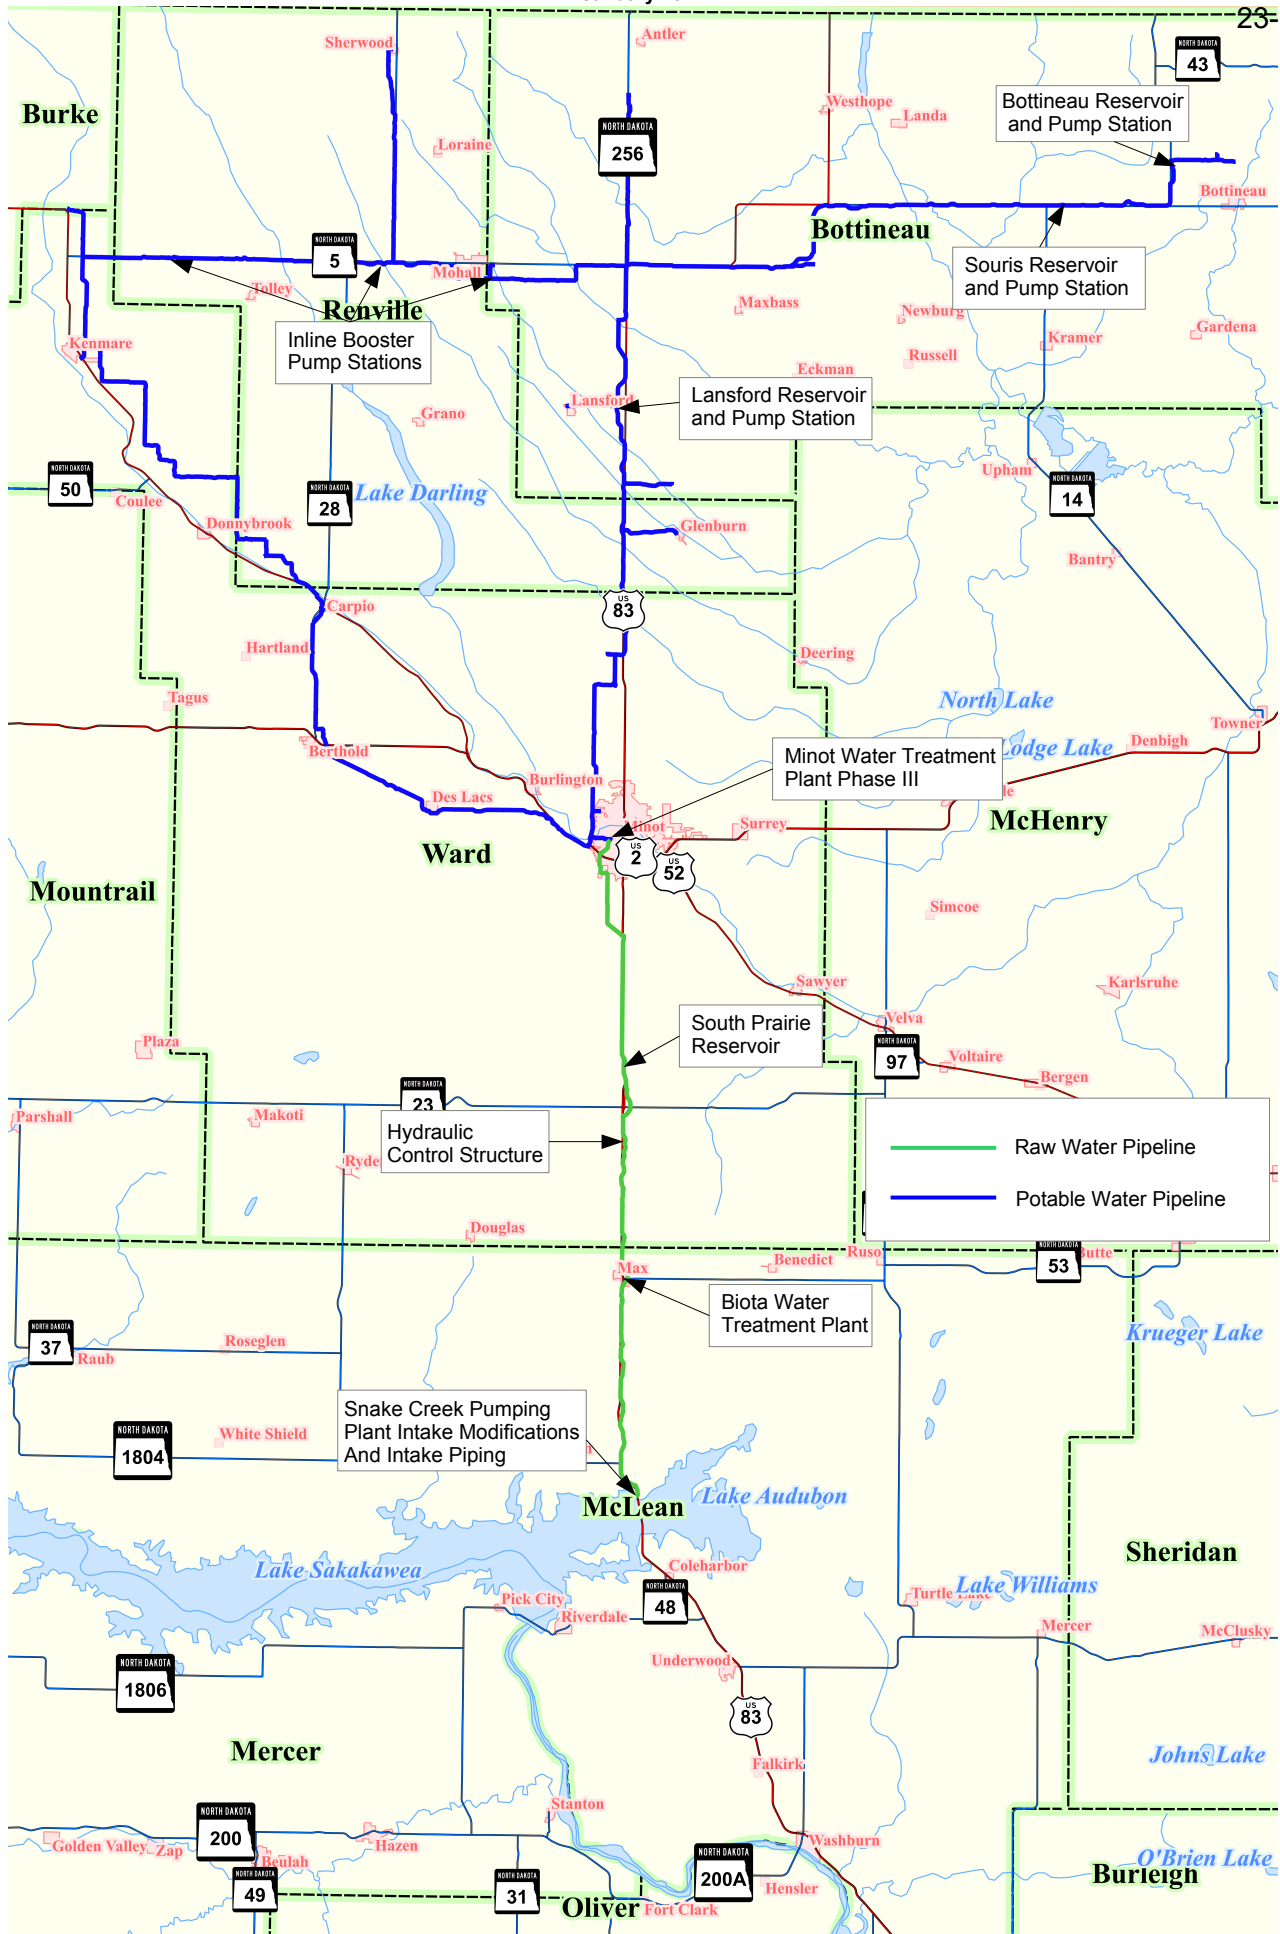 23-
Sherwood
Antler
NORTH DAKOTA
43
Burke
Westhope
Landa
Bottineau Reservoir
and Pump Station
Loraine
NORTH DAKOTA
256
Bottineau
Bottineau
NORTH DAKOTA
5
Mohall
Souris Reservoir
and Pump Station
Tolley
Renville
Maxbass
Newburg
Gardena
Inline Booster
Pump Stations
Kenmare
Kramer
Russell
Eckman
Lansford Reservoir
and Pump Station
Lansford
Grano
Upham
NORTH DAKOTA
50
Coulee
NORTH DAKOTA
28
Lake Darling
NORTH DAKOTA
14
Donnybrook
Glenburn
Bantry
US
83
Carpio
Hartland
Deering
Tagus
North Lake
Towner
Berthold
Minot Water Treatment
Plant Phase III
Lodge Lake
Denbigh
Burlington
Des Lacs
Minot
Surrey
McHenry
Ward
US
2
US
52
Mountrail
Simcoe
Sawyer
Karlsruhe
South Prairie
Reservoir
Velva
Plaza
NORTH DAKOTA
97
Voltaire
Bergen
NORTH DAKOTA
23
Parshall
Makoti
Hydraulic
Control Structure
Raw Water Pipeline
Potable Water Pipeline
Douglas
Ruso
Benedict
NORTH DAKOTA
53
Butte
Max
Biota Water
Treatment Plant
NORTH DAKOTA
37
Raub
Roseglen
Krueger Lake
Snake Creek Pumping
Plant Intake Modifications
And Intake Piping
White Shield
NORTH DAKOTA
1804
McLean
Lake Audubon
Sheridan
Lake Sakakawea
Coleharbor
Pick City
Riverdale
NORTH DAKOTA
48
Turtle Lake
Lake Williams
Mercer
McClusky
Underwood
NORTH DAKOTA
1806
US
83
Mercer
Falkirk
Johns Lake
Stanton
NORTH DAKOTA
200
Golden Valley
Zap
Hazen
Beulah
Washburn
O'Brien Lake
Burleigh
NORTH DAKOTA
49
NORTH DAKOTA
31
Oliver
Fort Clark
NORTH DAKOTA
200A
Hensler